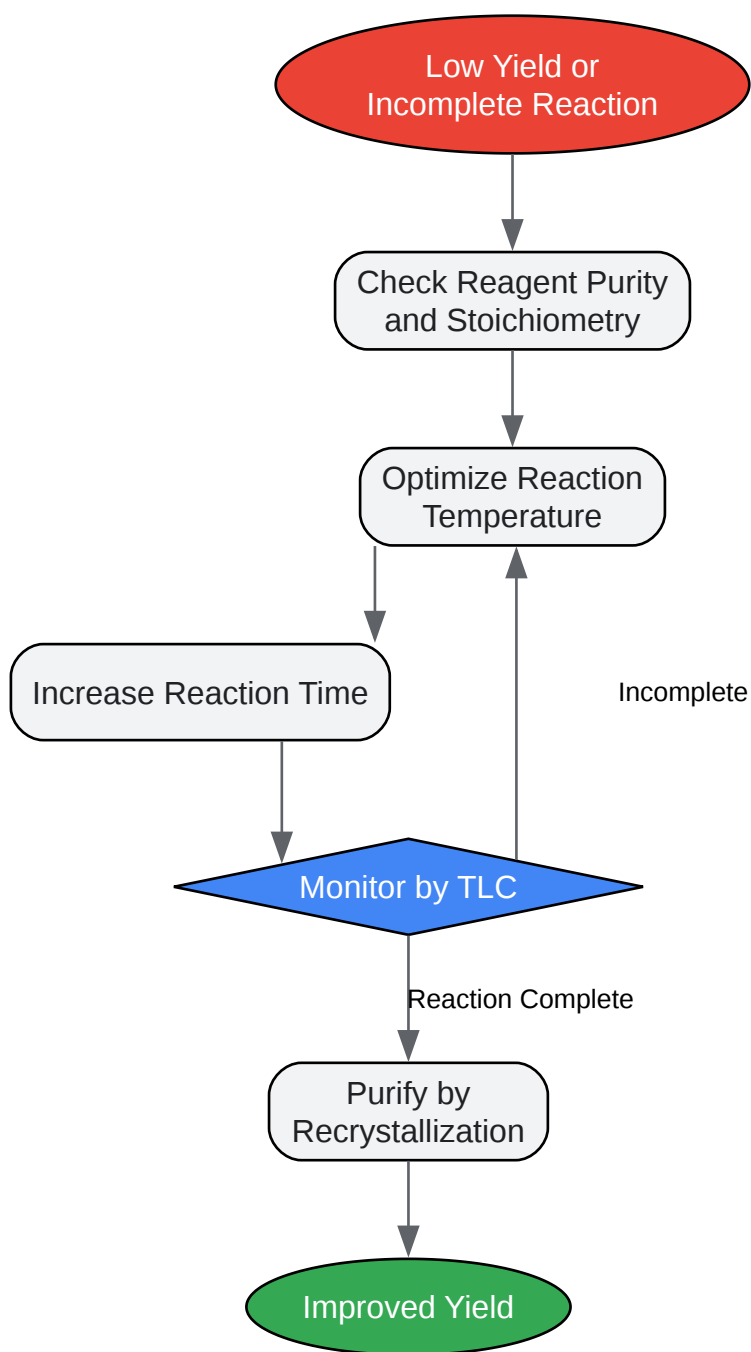 Low Yield or
Incomplete Reaction
Check Reagent Purity
and Stoichiometry
Optimize Reaction
Temperature
Increase Reaction Time
Incomplete
Monitor by TLC
Reaction Complete
Purify by
Recrystallization
Improved Yield